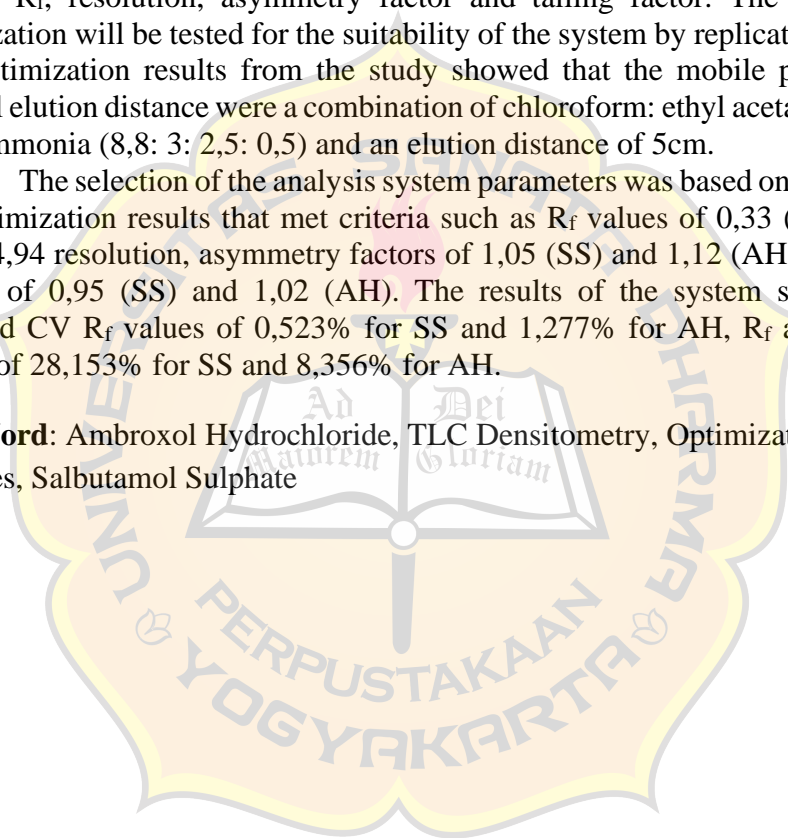 Rf, resolution, asymmetry factor and tailing factor. The
zation will be tested for the suitability of the system by replicat
timization results from the study showed that the mobile p
l elution distance were a combination of chloroform: ethyl aceta
mmonia (8,8: 3: 2,5: 0,5) and an elution distance of 5cm.
The selection of the analysis system parameters was based on
timization results that met criteria such as Rf values of 0,33 (
4,94 resolution, asymmetry factors of 1,05 (SS) and 1,12 (AH
of 0,95 (SS) and 1,02 (AH). The results of the system s
d CV Rf values of 0,523% for SS and 1,277% for AH, Rf a
of 28,153% for SS and 8,356% for AH.
ord: Ambroxol Hydrochloride, TLC Densitometry, Optimizat
es, Salbutamol Sulphate
UNIVERSITAS SANATA DHARMA
Ad Dei
Maiorem Gloriam
PERPUSTAKAAN
YOGYAKARTA